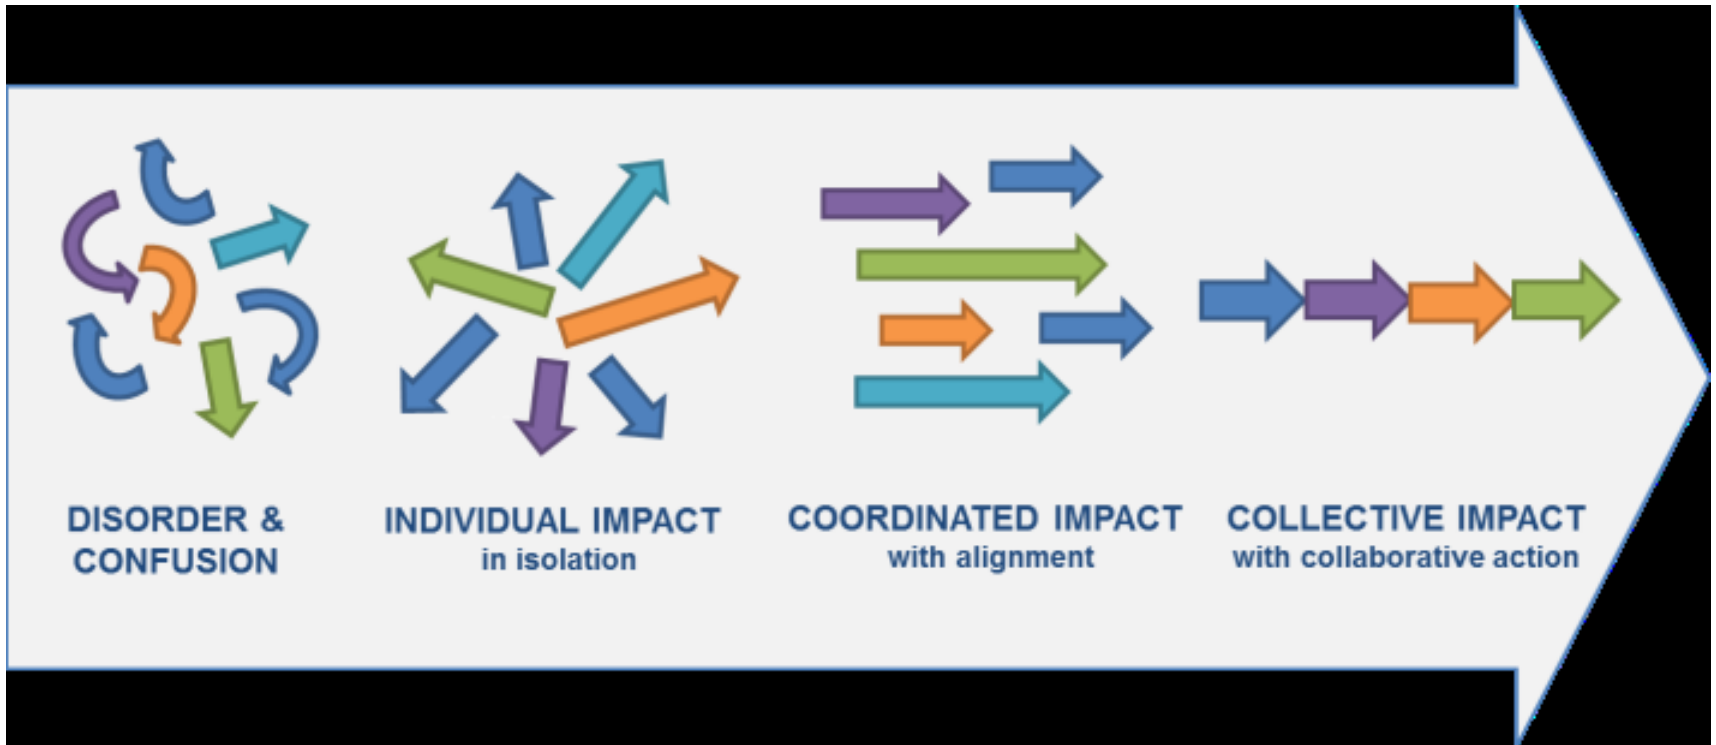 DISORDER &
CONFUSION
INDIVIDUAL IMPACT
in isolation
COORDINATED IMPACT
with alignment
COLLECTIVE IMPACT
with collaborative action